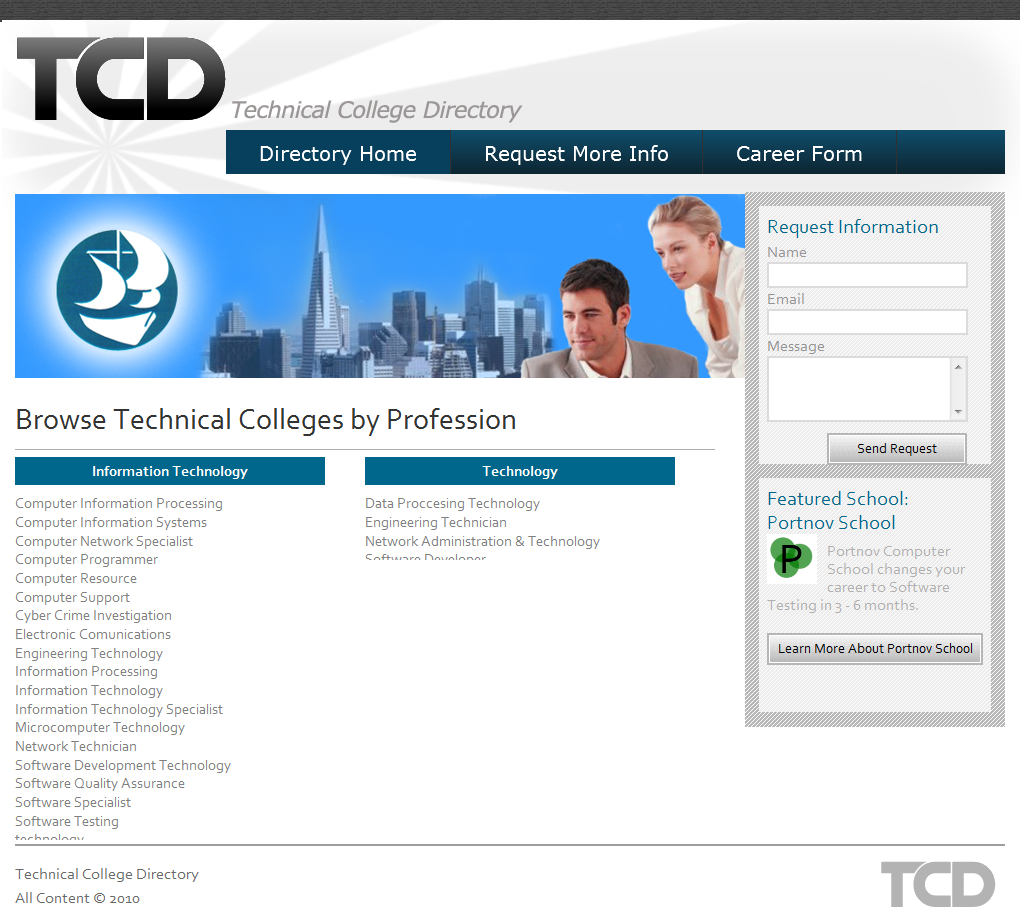 TCD
Technical College Directory
Directory Home
Request More Info
Career Form
Request Information
Name
Email
Message
Send Request
Browse Technical Colleges by Profession
Information Technology
Computer Information Processing
Computer Information Systems
Computer Network Specialist
Computer Programmer
Computer Resource
Computer Support
Cyber Crime Investigation
Electronic Comunications
Engineering Technology
Information Processing
Information Technology
Information Technology Specialist
Microcomputer Technology
Network Technician
Software Development Technology
Software Quality Assurance
Software Specialist
Software Testing
technology
Technology
Data Proccesing Technology
Engineering Technician
Network Administration & Technology
Software Developer
Featured School:
Portnov School
P
Portnov Computer
School changes your
career to Software
Testing in 3 - 6 months.
Learn More About Portnov School
Technical College Directory
All Content © 2010
TCD